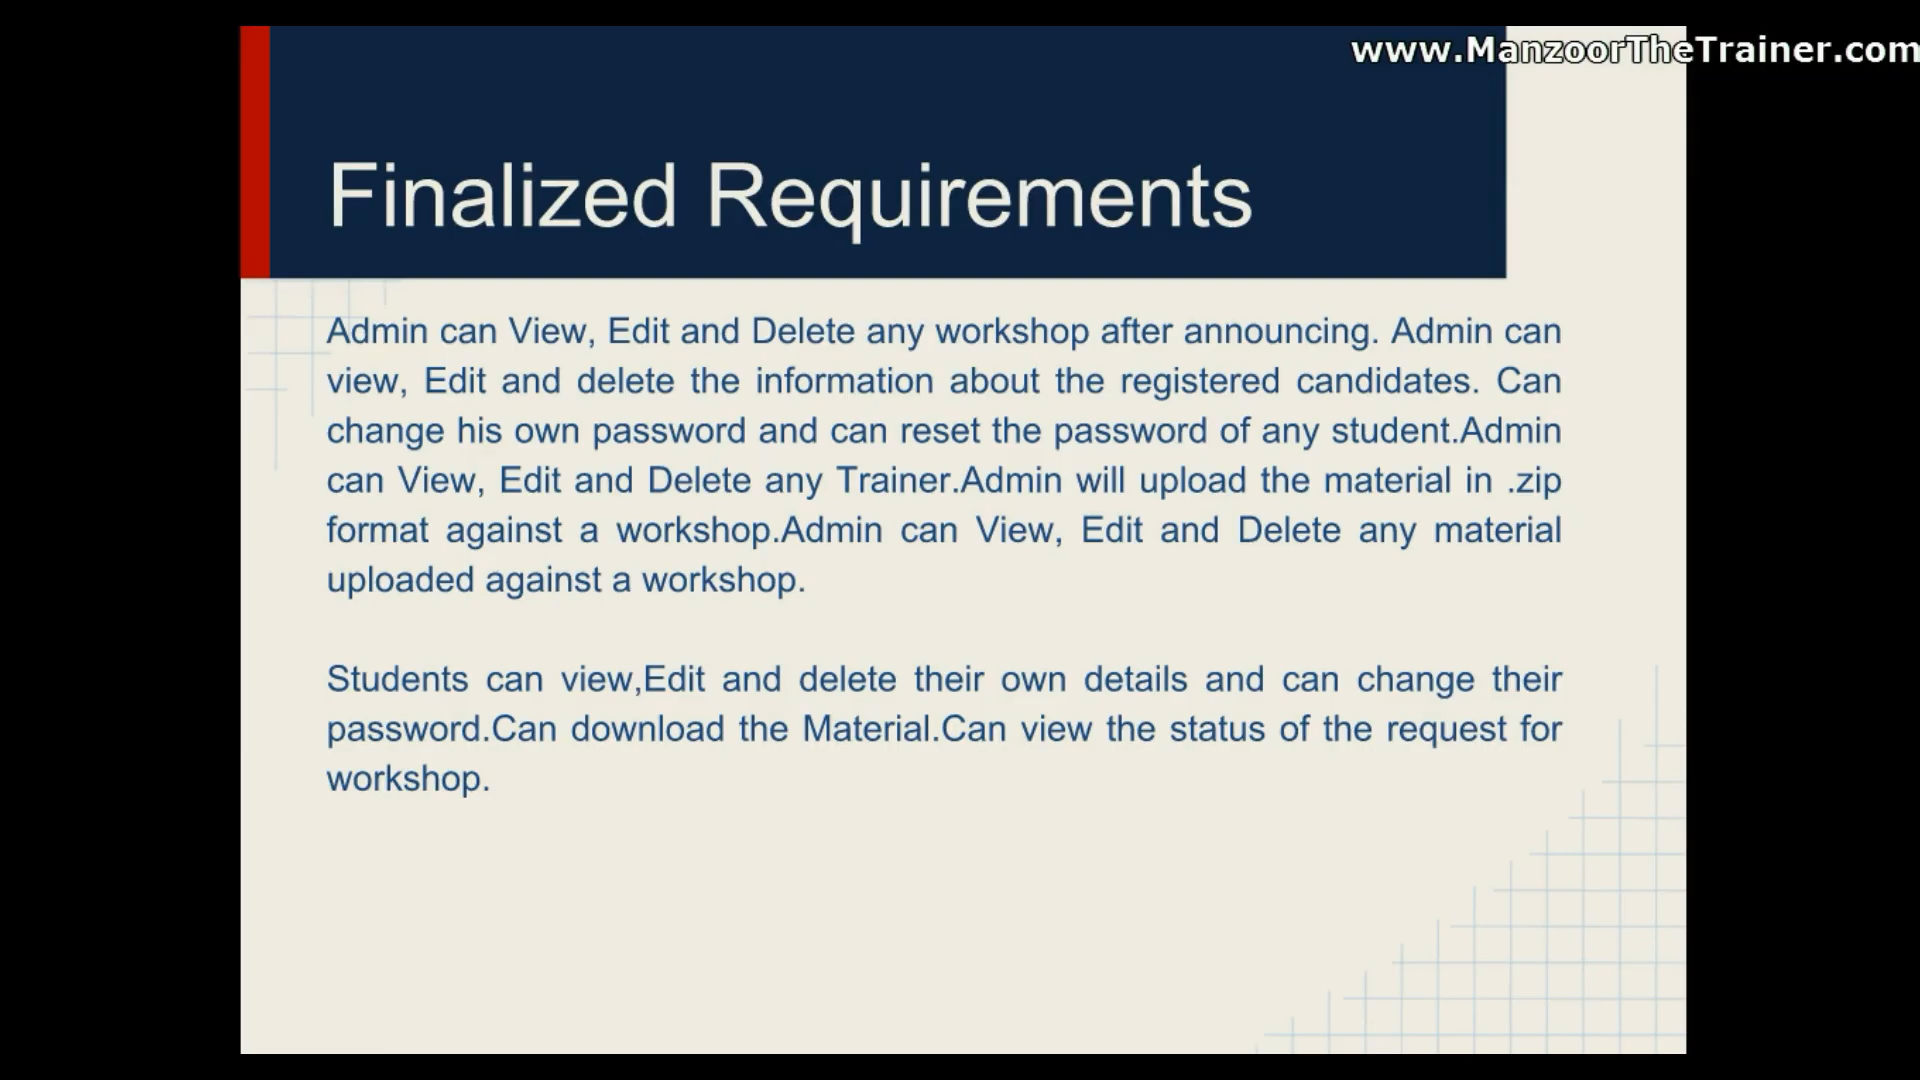 www.ManzoorTheTrainer.com
Finalized Requirements
Admin can View, Edit and Delete any workshop after announcing. Admin can
view, Edit and delete the information about the registered candidates. Can
change his own password and can reset the password of any student.Admin
can View, Edit and Delete any Trainer.Admin will upload the material in .zip
format against a workshop.Admin can View, Edit and Delete any material
uploaded against a workshop.
Students can view,Edit and delete their own details and can change their
password.Can download the Material.Can view the status of the request for
workshop.